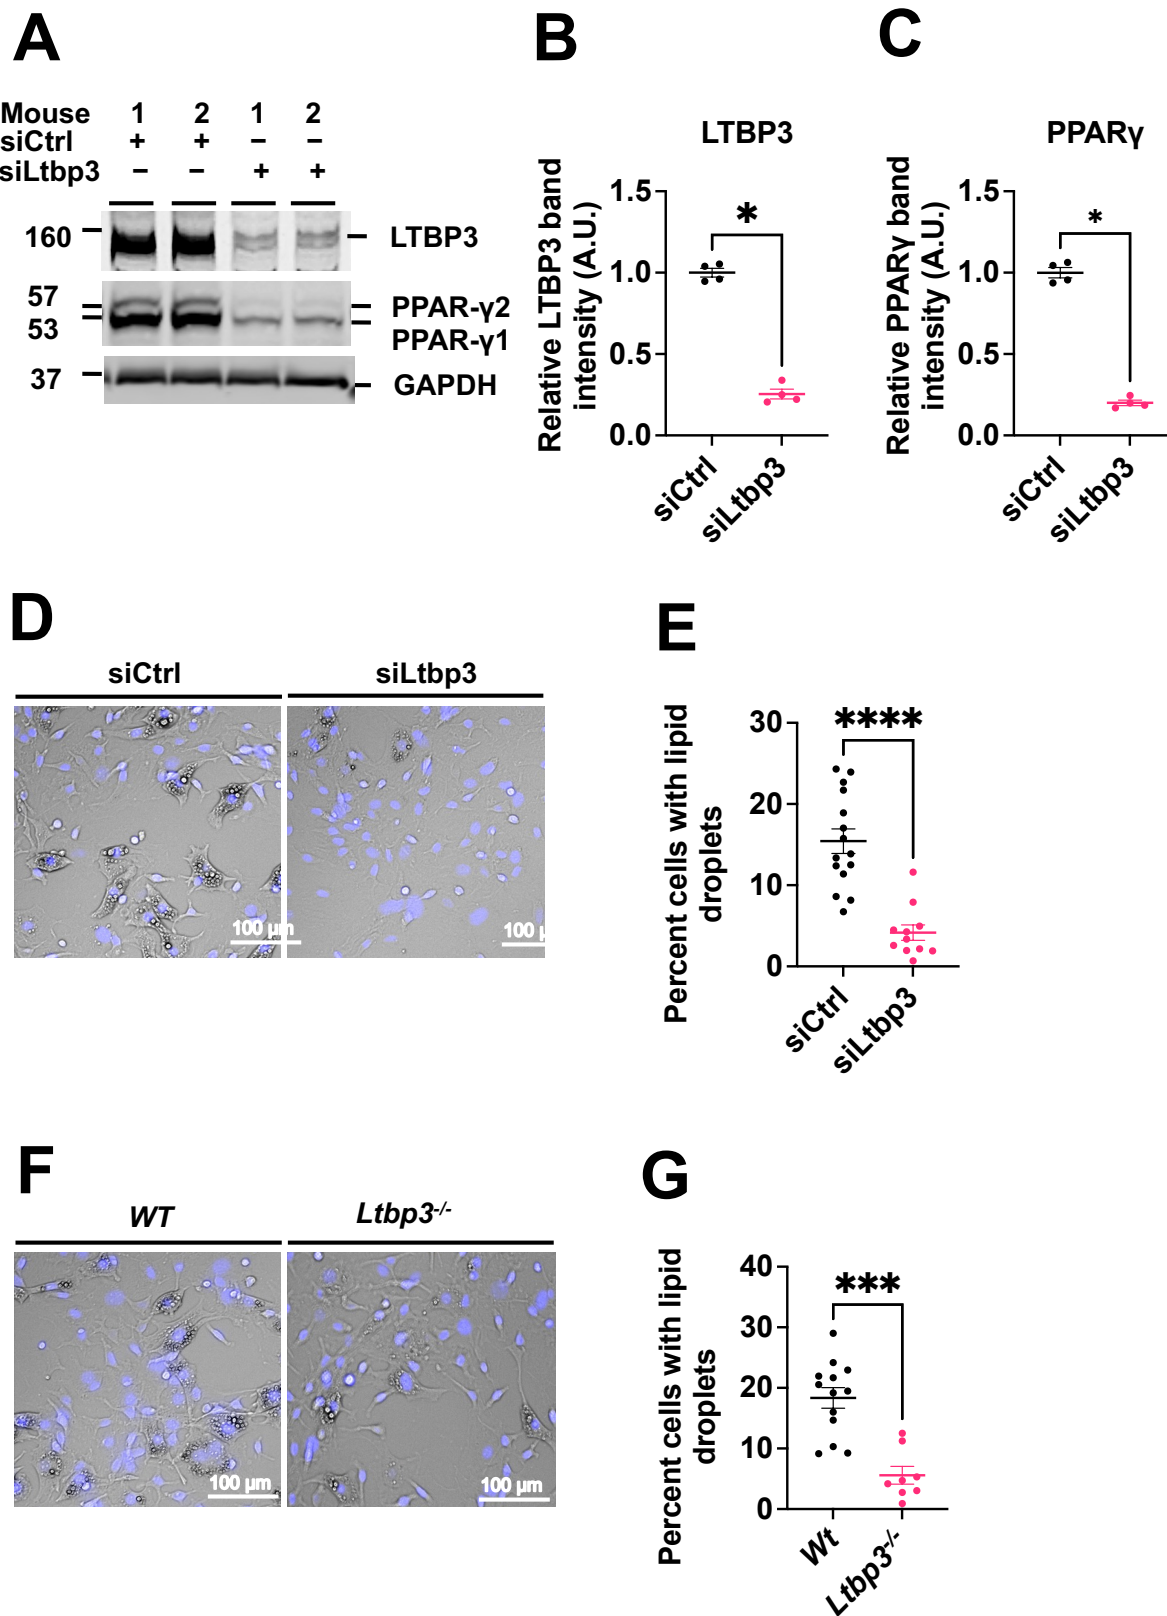 A
Mouse 1 2 1 2
siCtrl + + – –
siLtbp3 – – + +
160
LTBP3
57
53
PPAR-γ2
PPAR-γ1
37
GAPDH
B
LTBP3
Relative LTBP3 band
intensity (A.U.)
1.5
1.0
0.5
0.0
*
siCtrl
siLtbp3
C
PPARγ
Relative PPARγ band
intensity (A.U.)
1.5
1.0
0.5
0.0
*
siCtrl
siLtbp3
D
siCtrl
siLtbp3
100 µm
100 µ
E
Percent cells with lipid
droplets
30
20
10
0
****
siCtrl
siLtbp3
F
WT
Ltbp3-/-
100 µm
100 µm
G
Percent cells with lipid
droplets
40
30
20
10
0
***
Wt
Ltbp3-/-